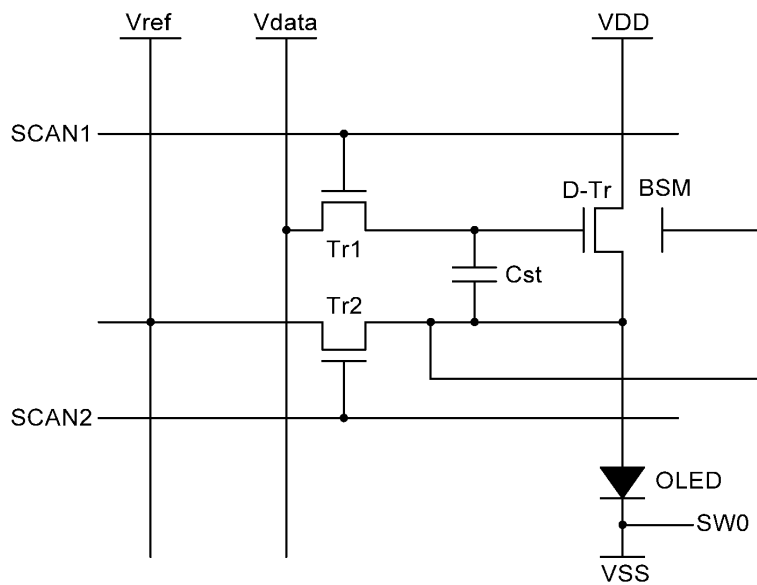 Vref
Vdata
VDD
SCAN1
D-Tr
BSM
Tr1
Cst
Tr2
SCAN2
OLED
SW0
VSS